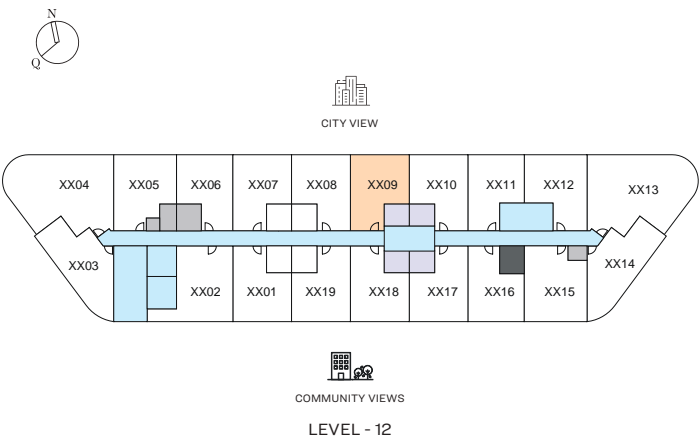 N
Q
CITY VIEW
XX04 XX05 XX06 XX07 XX08 XX09 XX10 XX11 XX12 XX13
XX03 XX14
XX02 XX01 XX19 XX18 XX17 XX16 XX15
COMMUNITY VIEWS
LEVEL - 12